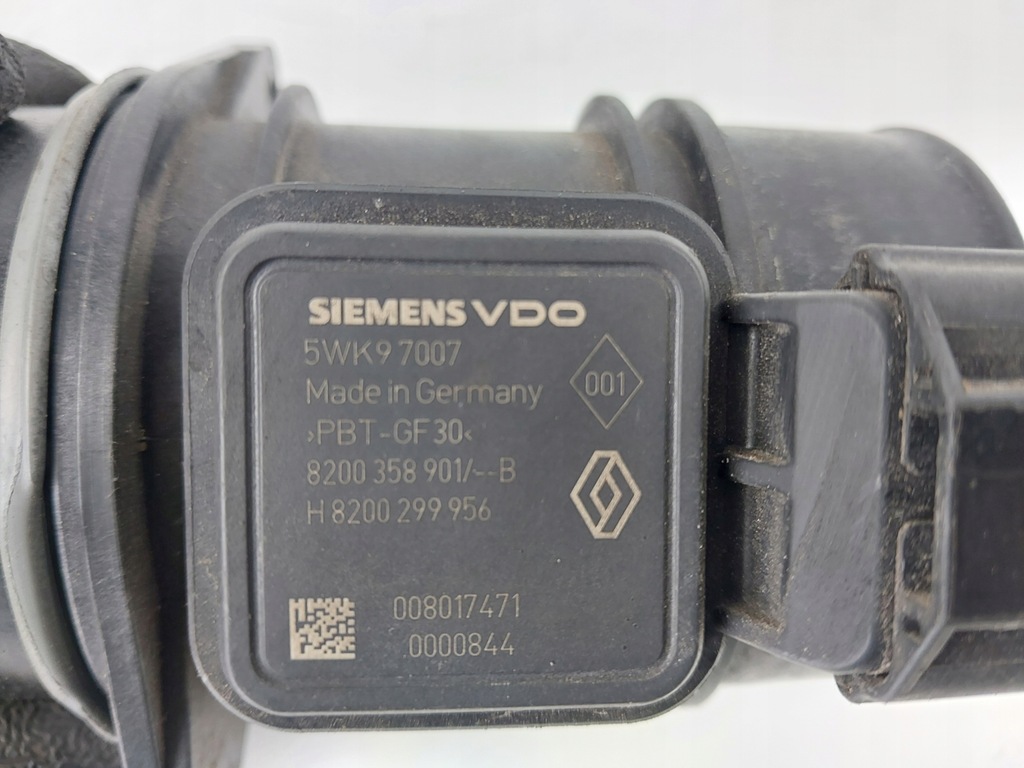 SIEMENS VDO
5WK9 7007
Made in Germany
001
›PBT-GF30‹
8200 358 901/--B
H 8200 299 956
008017471
0000844